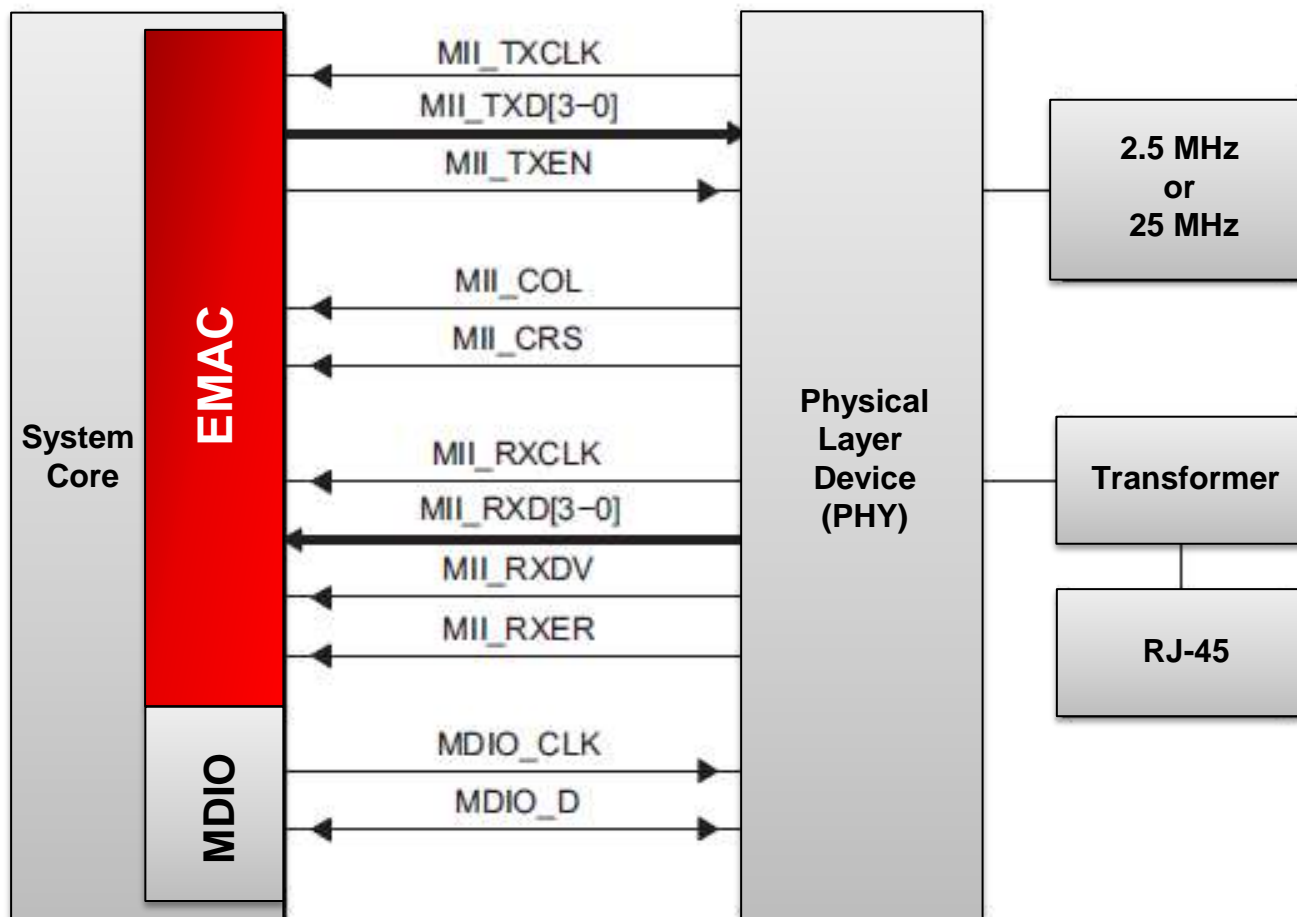 System
Core
EMAC
MDIO
MII_TXCLK
MII_TXD[3−0]
MII_TXEN
MII_COL
MII_CRS
MII_RXCLK
MII_RXD[3−0]
MII_RXDV
MII_RXER
MDIO_CLK
MDIO_D
Physical
Layer
Device
(PHY)
2.5 MHz
or
25 MHz
Transformer
RJ-45